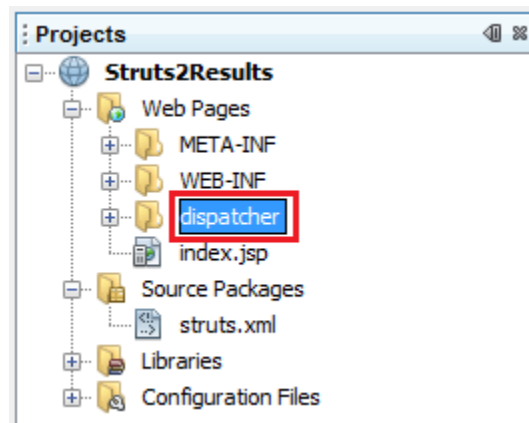 Projects
Struts2Results
Web Pages
META-INF
WEB-INF
dispatcher
index.jsp
Source Packages
struts.xml
Libraries
Configuration Files